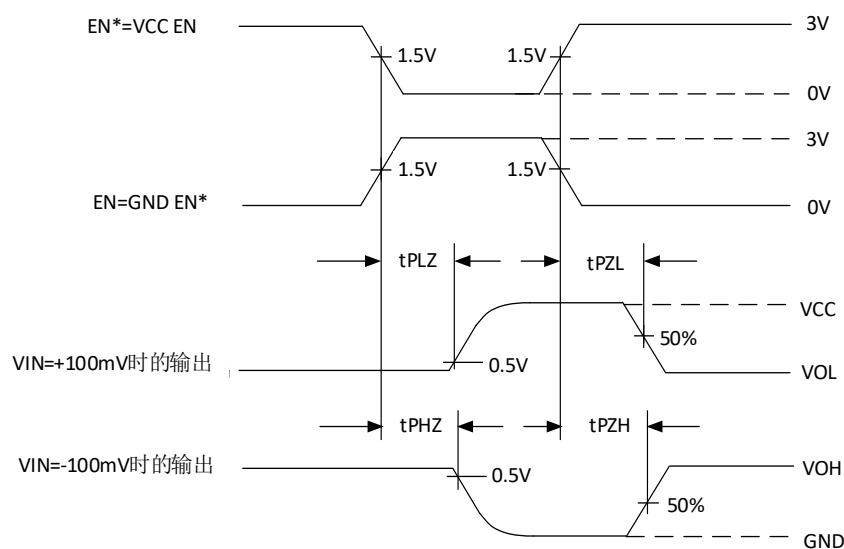 EN*=VCC EN
3V
1.5V
1.5V
0V
3V
1.5V
1.5V
EN=GND EN*
0V
tPLZ
tPZL
VCC
50%
VIN=+100mV时的输出
0.5V
VOL
tPHZ
tPZH
VIN=-100mV时的输出
0.5V
VOH
50%
GND